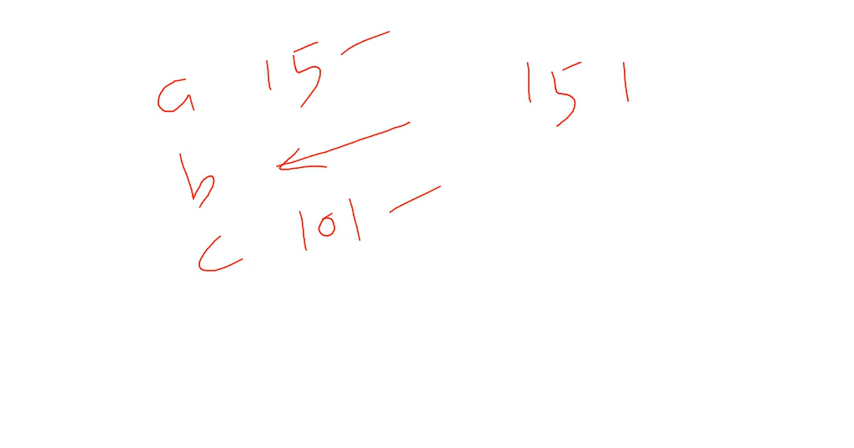 a 15 —
151
b ←
c 101 —